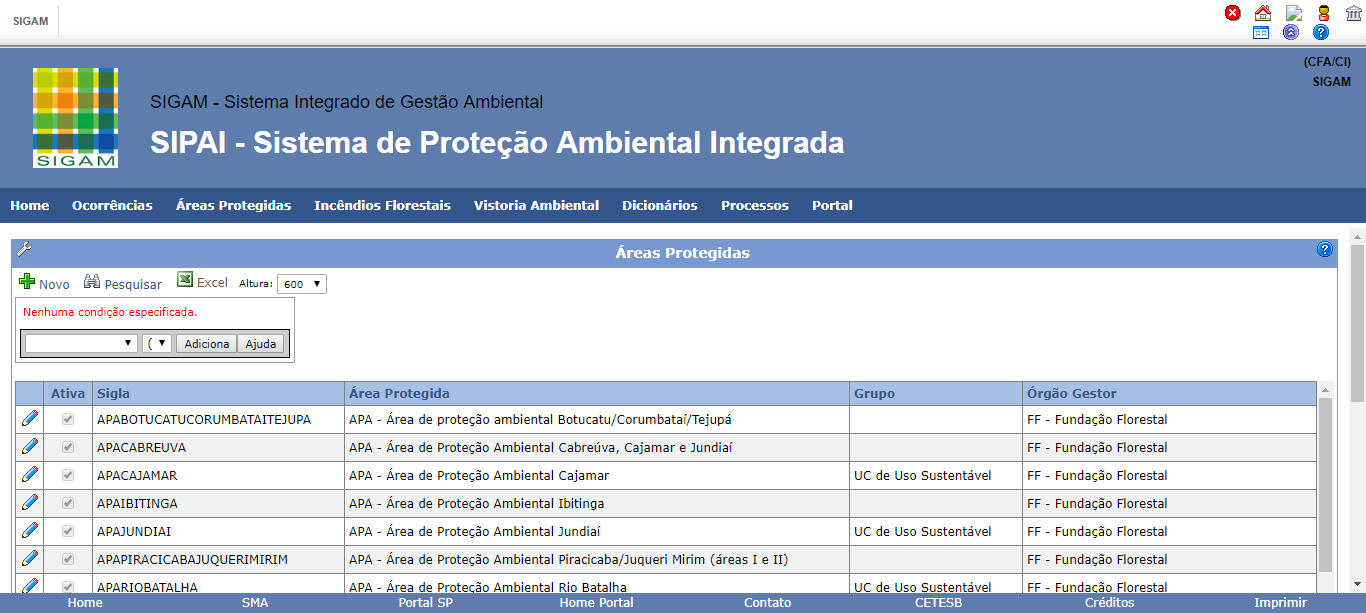 SIGAM
(CFA/CI)
SIGAM
SIGAM
SIGAM - Sistema Integrado de Gestão Ambiental
SIPAI - Sistema de Proteção Ambiental Integrada
Home Ocorrências Áreas Protegidas Incêndios Florestais Vistoria Ambiental Dicionários Processos Portal
Áreas Protegidas
Novo Pesquisar Excel Altura: 600
Nenhuma condição especificada.
( Adiciona Ajuda
Ativa Sigla Área Protegida Grupo Órgão Gestor
APABOTUCATUCORUMBATAITEJUPA APA - Área de proteção ambiental Botucatu/Corumbataí/Tejupá FF - Fundação Florestal
APACABREUVA APA - Área de Proteção Ambiental Cabreúva, Cajamar e Jundiaí FF - Fundação Florestal
APACAJAMAR APA - Área de Proteção Ambiental Cajamar UC de Uso Sustentável FF - Fundação Florestal
APAIBITINGA APA - Área de Proteção Ambiental Ibitinga FF - Fundação Florestal
APAJUNDIAI APA - Área de Proteção Ambiental Jundiaí UC de Uso Sustentável FF - Fundação Florestal
APAPIRACICABAJUQUERIMIRIM APA - Área de Proteção Ambiental Piracicaba/Juqueri Mirim (áreas I e II) FF - Fundação Florestal
APARIOBATALHA APA - Área de Proteção Ambiental Rio Batalha UC de Uso Sustentável FF - Fundação Florestal
Home SMA Portal SP Home Portal Contato CETESB Créditos Imprimir